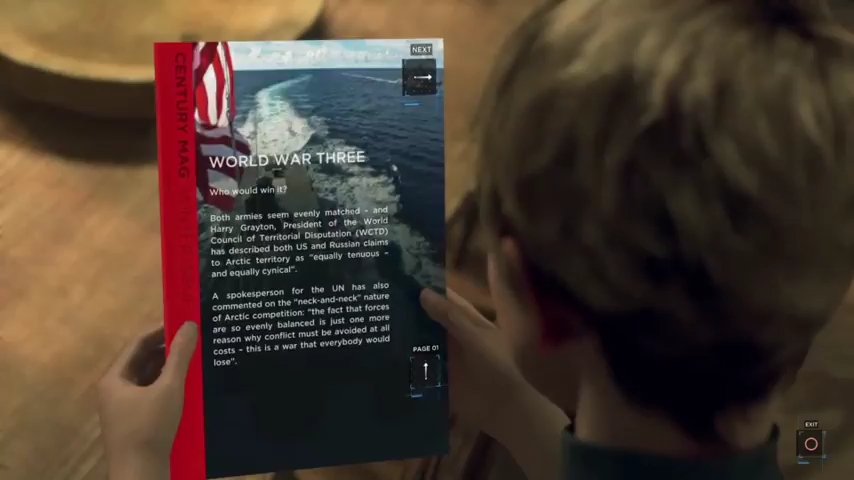 CENTURY MAG
NEXT
WORLD WAR THREE
Who would win it?
Both armies seem evenly matched - and
Harry Grayton, President of the World
Council of Territorial Disputation (WCTD)
has described both US and Russian claims
to Arctic territory as "equally tenuous -
and equally cynical".
A spokesperson for the UN has also
commented on the "neck-and-neck" nature
of Arctic competition: "the fact that forces
are so evenly balanced is just one more
reason why conflict must be avoided at all
costs - this is a war that everybody would
lose".
PAGE 01
EXIT